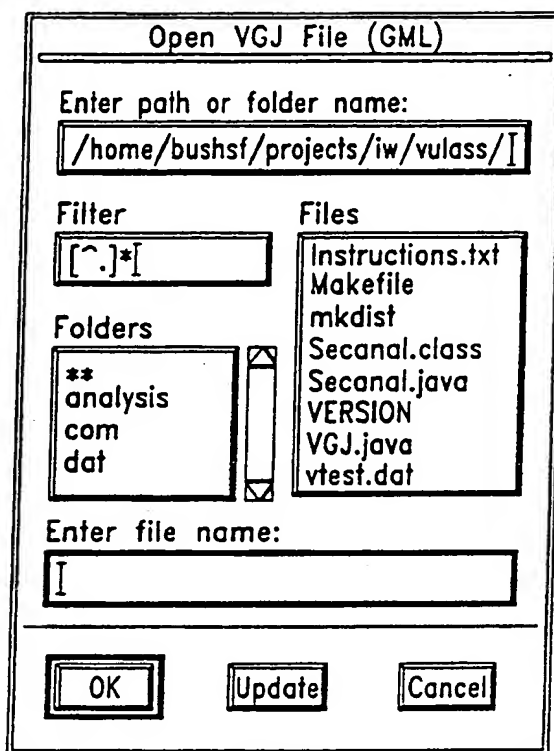 Open VGJ File (GML)
Enter path or folder name:
/home/bushsf/projects/iw/vulass/
Filter
[^.]*
Folders
**
analysis
com
dat
Files
Instructions.txt
Makefile
mkdist
Secanal.class
Secanal.java
VERSION
VGJ.java
vtest.dat
Enter file name:
OK
Update
Cancel